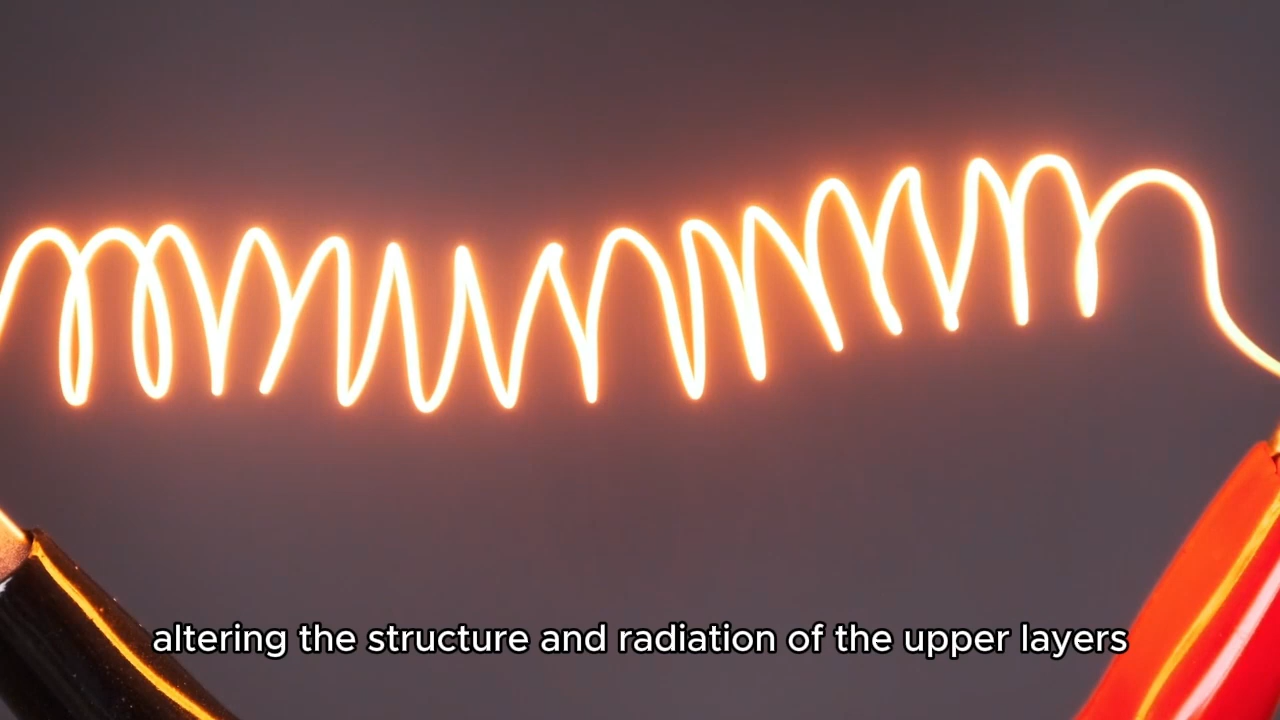 altering the structure and radiation of the upper layers